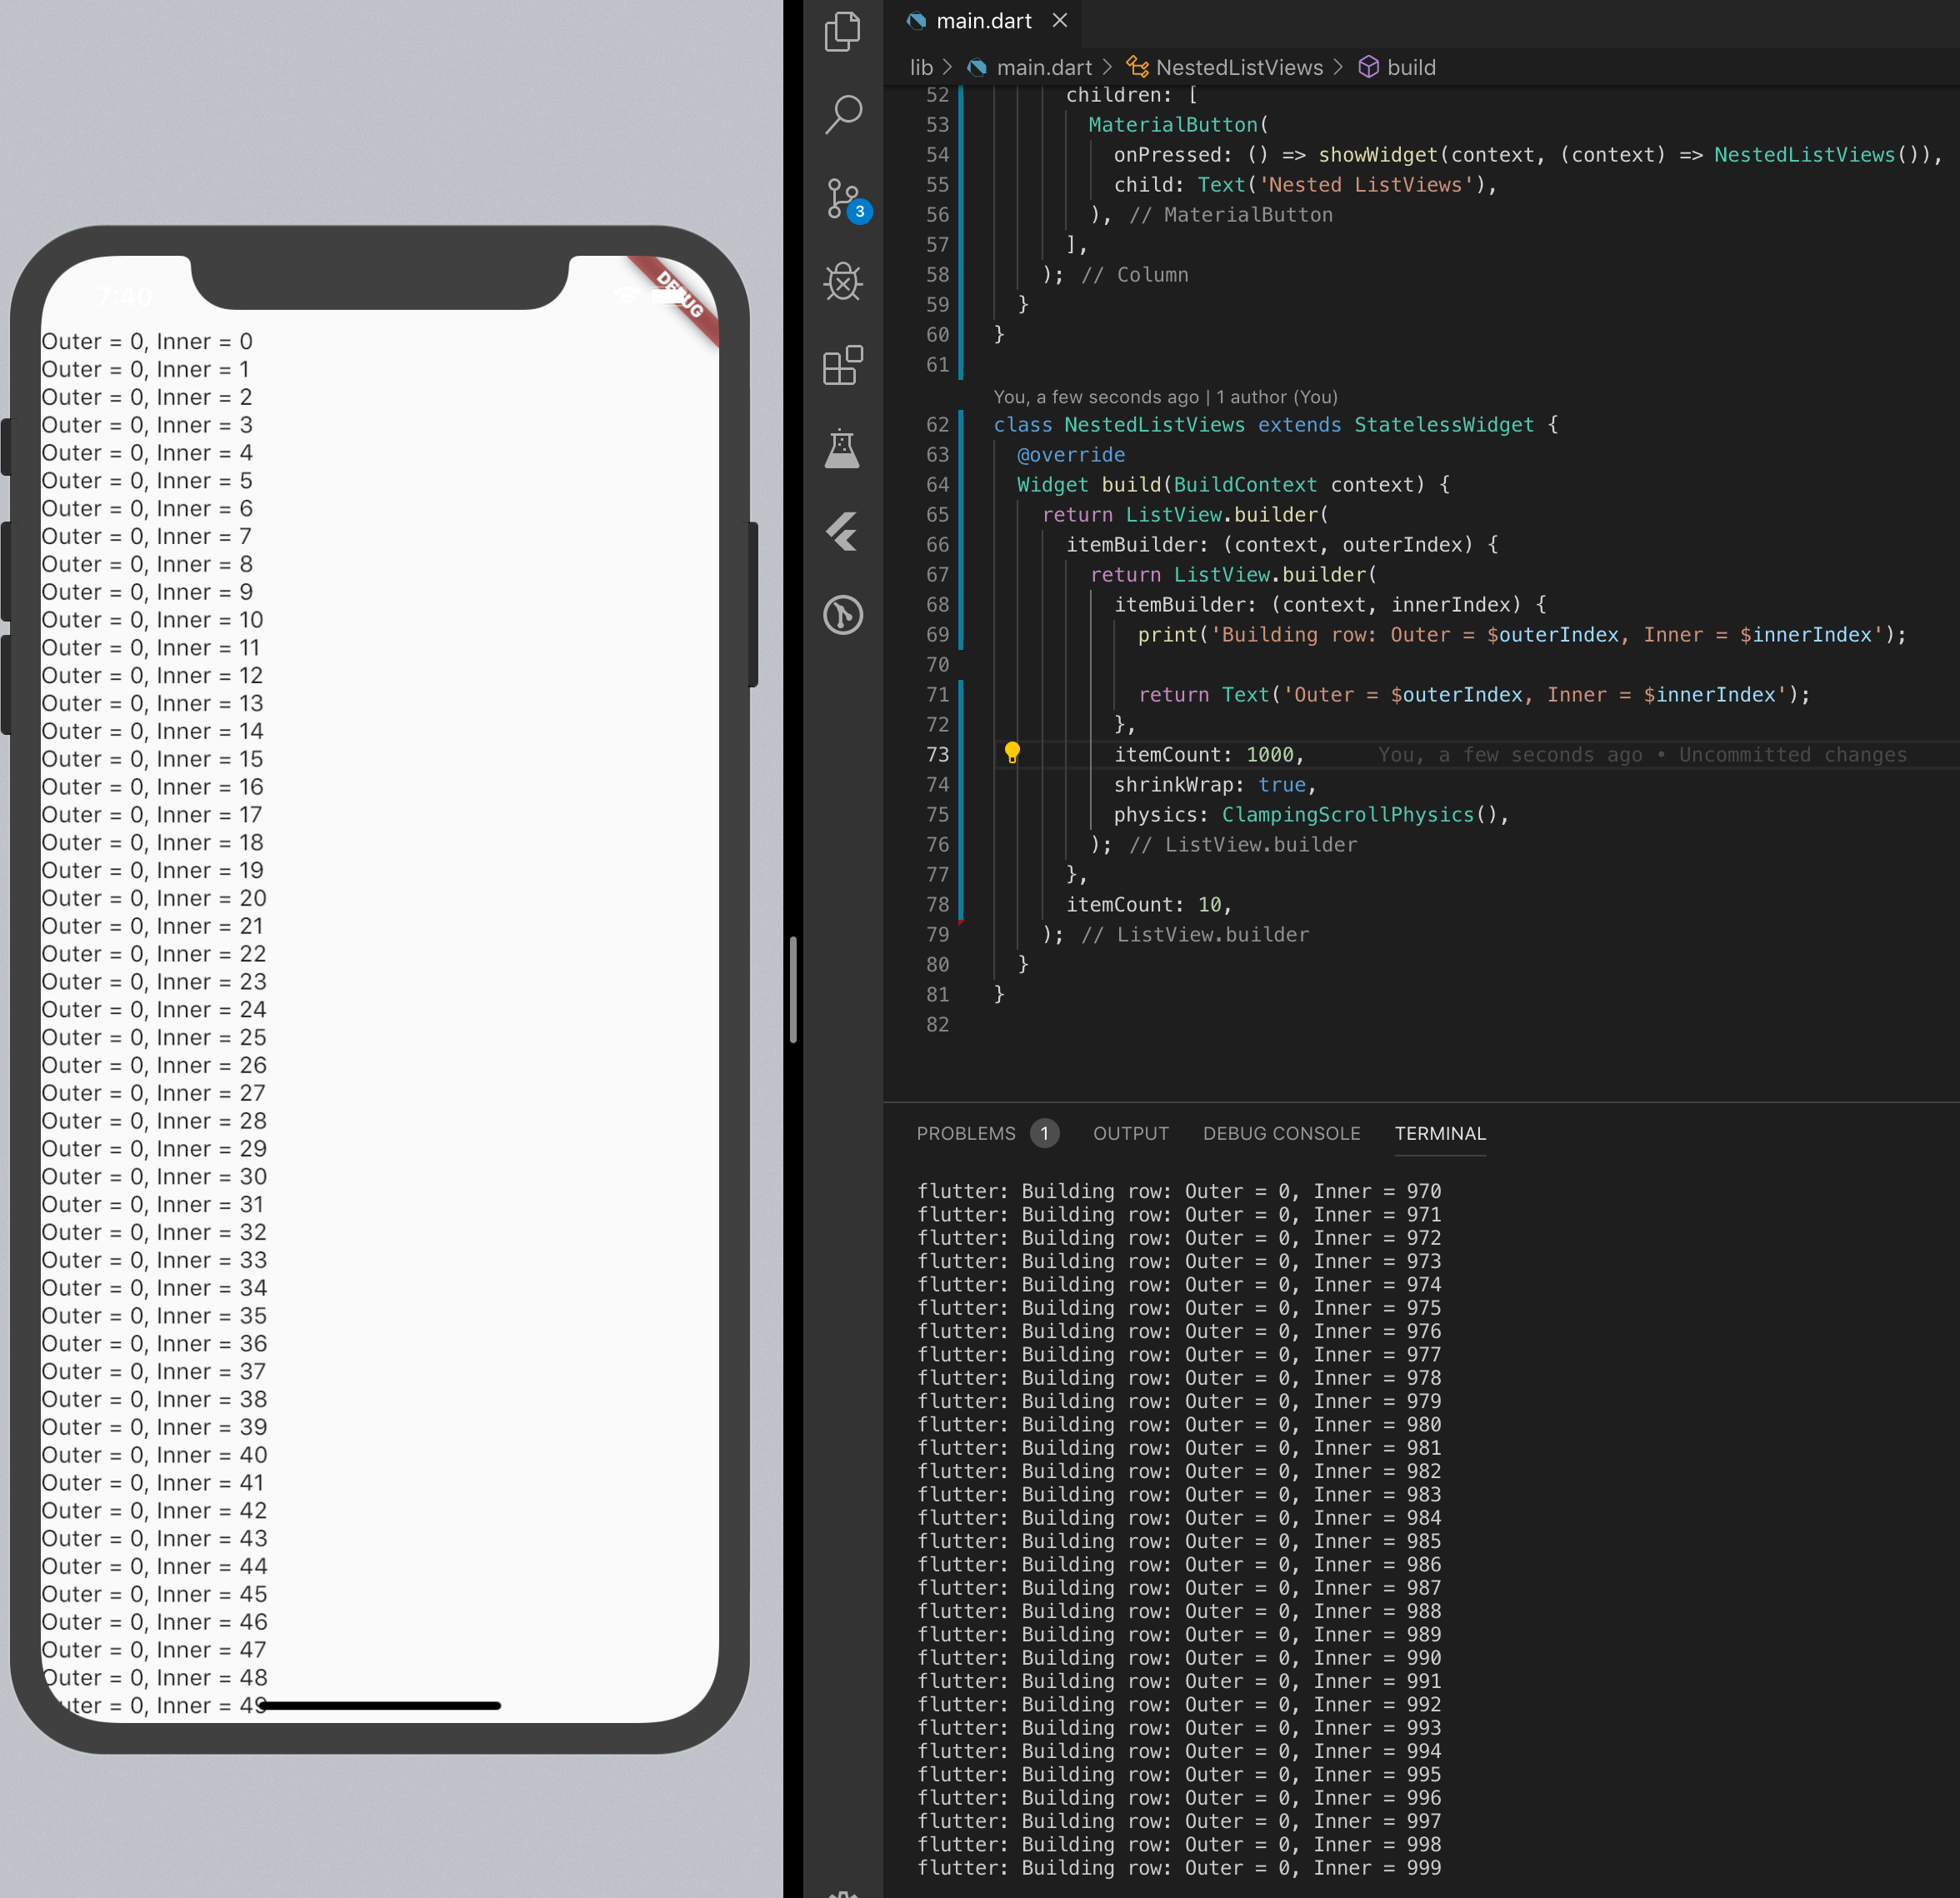 7:40
DEBUG
Outer = 0, Inner = 0
Outer = 0, Inner = 1
Outer = 0, Inner = 2
Outer = 0, Inner = 3
Outer = 0, Inner = 4
Outer = 0, Inner = 5
Outer = 0, Inner = 6
Outer = 0, Inner = 7
Outer = 0, Inner = 8
Outer = 0, Inner = 9
Outer = 0, Inner = 10
Outer = 0, Inner = 11
Outer = 0, Inner = 12
Outer = 0, Inner = 13
Outer = 0, Inner = 14
Outer = 0, Inner = 15
Outer = 0, Inner = 16
Outer = 0, Inner = 17
Outer = 0, Inner = 18
Outer = 0, Inner = 19
Outer = 0, Inner = 20
Outer = 0, Inner = 21
Outer = 0, Inner = 22
Outer = 0, Inner = 23
Outer = 0, Inner = 24
Outer = 0, Inner = 25
Outer = 0, Inner = 26
Outer = 0, Inner = 27
Outer = 0, Inner = 28
Outer = 0, Inner = 29
Outer = 0, Inner = 30
Outer = 0, Inner = 31
Outer = 0, Inner = 32
Outer = 0, Inner = 33
Outer = 0, Inner = 34
Outer = 0, Inner = 35
Outer = 0, Inner = 36
Outer = 0, Inner = 37
Outer = 0, Inner = 38
Outer = 0, Inner = 39
Outer = 0, Inner = 40
Outer = 0, Inner = 41
Outer = 0, Inner = 42
Outer = 0, Inner = 43
Outer = 0, Inner = 44
Outer = 0, Inner = 45
Outer = 0, Inner = 46
Outer = 0, Inner = 47
Outer = 0, Inner = 48
Outer = 0, Inner = 49
3
main.dart
lib > main.dart > NestedListViews > build
52 children: [
53 MaterialButton(
54 onPressed: () => showWidget(context, (context) => NestedListViews()),
55 child: Text('Nested ListViews'),
56 ), // MaterialButton
57 ],
58 ); // Column
59 }
60 }
61
You, a few seconds ago | 1 author (You)
62 class NestedListViews extends StatelessWidget {
63 @override
64 Widget build(BuildContext context) {
65 return ListView.builder(
66 itemBuilder: (context, outerIndex) {
67 return ListView.builder(
68 itemBuilder: (context, innerIndex) {
69 print('Building row: Outer = $outerIndex, Inner = $innerIndex');
70
71 return Text('Outer = $outerIndex, Inner = $innerIndex');
72 },
73 itemCount: 1000, You, a few seconds ago • Uncommitted changes
74 shrinkWrap: true,
75 physics: ClampingScrollPhysics(),
76 ); // ListView.builder
77 },
78 itemCount: 10,
79 ); // ListView.builder
80 }
81 }
82
PROBLEMS 1 OUTPUT DEBUG CONSOLE TERMINAL
flutter: Building row: Outer = 0, Inner = 970
flutter: Building row: Outer = 0, Inner = 971
flutter: Building row: Outer = 0, Inner = 972
flutter: Building row: Outer = 0, Inner = 973
flutter: Building row: Outer = 0, Inner = 974
flutter: Building row: Outer = 0, Inner = 975
flutter: Building row: Outer = 0, Inner = 976
flutter: Building row: Outer = 0, Inner = 977
flutter: Building row: Outer = 0, Inner = 978
flutter: Building row: Outer = 0, Inner = 979
flutter: Building row: Outer = 0, Inner = 980
flutter: Building row: Outer = 0, Inner = 981
flutter: Building row: Outer = 0, Inner = 982
flutter: Building row: Outer = 0, Inner = 983
flutter: Building row: Outer = 0, Inner = 984
flutter: Building row: Outer = 0, Inner = 985
flutter: Building row: Outer = 0, Inner = 986
flutter: Building row: Outer = 0, Inner = 987
flutter: Building row: Outer = 0, Inner = 988
flutter: Building row: Outer = 0, Inner = 989
flutter: Building row: Outer = 0, Inner = 990
flutter: Building row: Outer = 0, Inner = 991
flutter: Building row: Outer = 0, Inner = 992
flutter: Building row: Outer = 0, Inner = 993
flutter: Building row: Outer = 0, Inner = 994
flutter: Building row: Outer = 0, Inner = 995
flutter: Building row: Outer = 0, Inner = 996
flutter: Building row: Outer = 0, Inner = 997
flutter: Building row: Outer = 0, Inner = 998
flutter: Building row: Outer = 0, Inner = 999